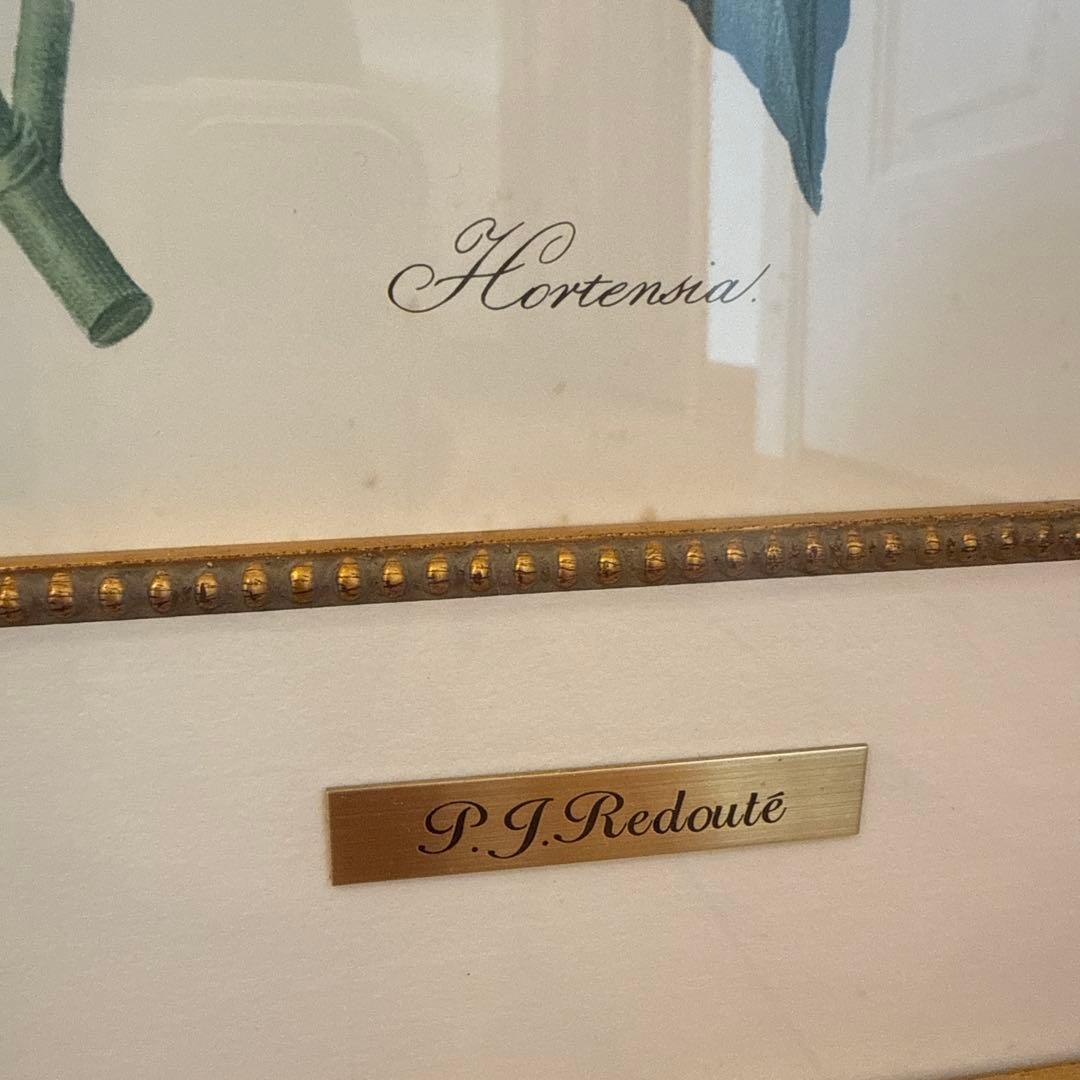 Hortensia.
P. J. Redouté